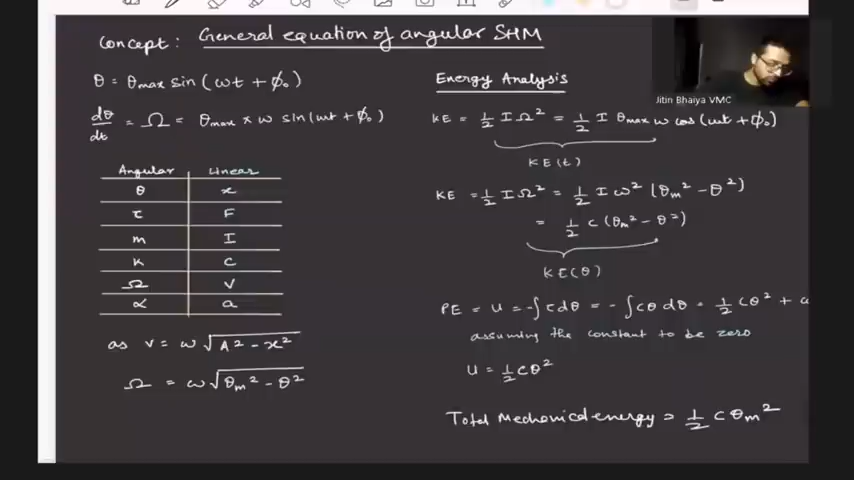 concept: General equation of angular SHM
θ = θmax sin (ωt + ϕ₀)
dθ/dt = Ω = θmax × ω sin(ωt + ϕ₀)
Angular Linear
θ x
τ F
m I
k C
Ω v
α a
as v = ω√(A² - x²)
Ω = ω√(θm² - θ²)
Energy Analysis
KE = 1/2 I Ω² = 1/2 I θmax ω cos(ωt + ϕ₀)
KE(t)
KE = 1/2 I Ω² = 1/2 I ω² (θm² - θ²)
= 1/2 C (θm² - θ²)
KE(θ)
PE = U = -∫τdθ = -∫Cθ dθ = 1/2 Cθ² +
assuming the constant to be zero
U = 1/2 Cθ²
Total Mechanical energy = 1/2 C θm²
Jitin Bhaiya VMC